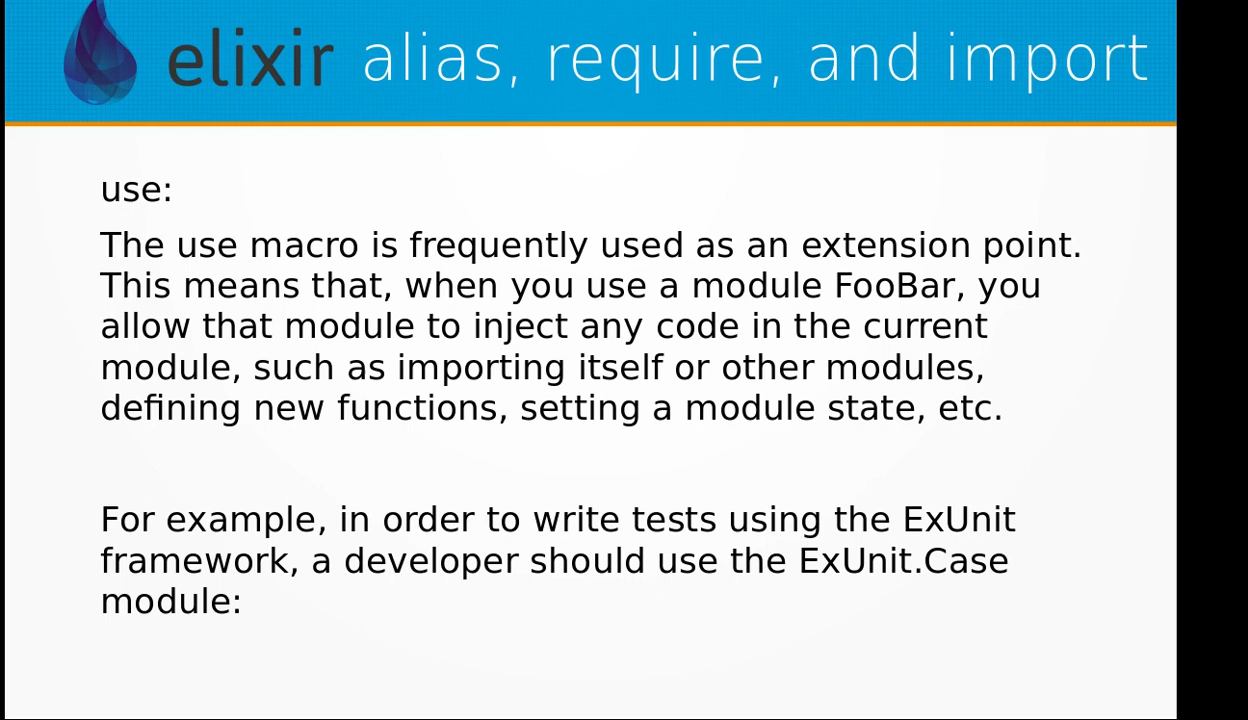 elixir alias, require, and import
use:
The use macro is frequently used as an extension point.
This means that, when you use a module FooBar, you
allow that module to inject any code in the current
module, such as importing itself or other modules,
defining new functions, setting a module state, etc.
For example, in order to write tests using the ExUnit
framework, a developer should use the ExUnit.Case
module: